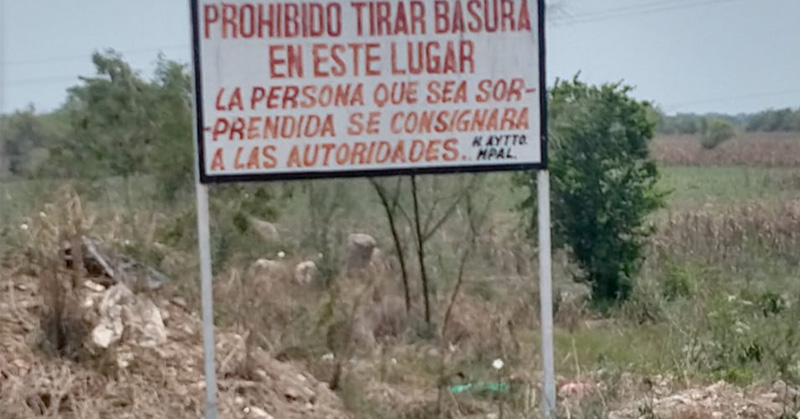 PROHIBIDO TIRAR BASURA
EN ESTE LUGAR
LA PERSONA QUE SEA SOR-
-PRENDIDA SE CONSIGNARA
A LAS AUTORIDADES..
H. AYTTO.
MPAL.